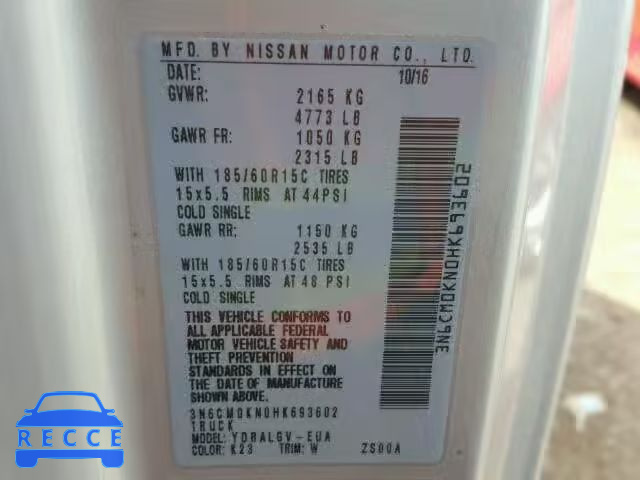 MFD. BY NISSAN MOTOR CO., LTD.
DATE: 10/16
GVWR: 2165 KG
4773 LB
GAWR FR: 1050 KG
2315 LB
WITH 185/60R15C TIRES
15x5.5 RIMS AT 44PSI
COLD SINGLE
GAWR RR: 1150 KG
2535 LB
WITH 185/60R15C TIRES
15x5.5 RIMS AT 48 PSI
COLD SINGLE
THIS VEHICLE CONFORMS TO
ALL APPLICABLE FEDERAL
MOTOR VEHICLE SAFETY AND
THEFT PREVENTION
STANDARDS IN EFFECT ON
THE DATE OF MANUFACTURE
SHOWN ABOVE.
3N6CM0KN0HK693602
TRUCK
MODEL: YDRALGV-EUA
COLOR: K23 TRIM: W ZS00A
3N6CM0KN0HK693602
RECCE